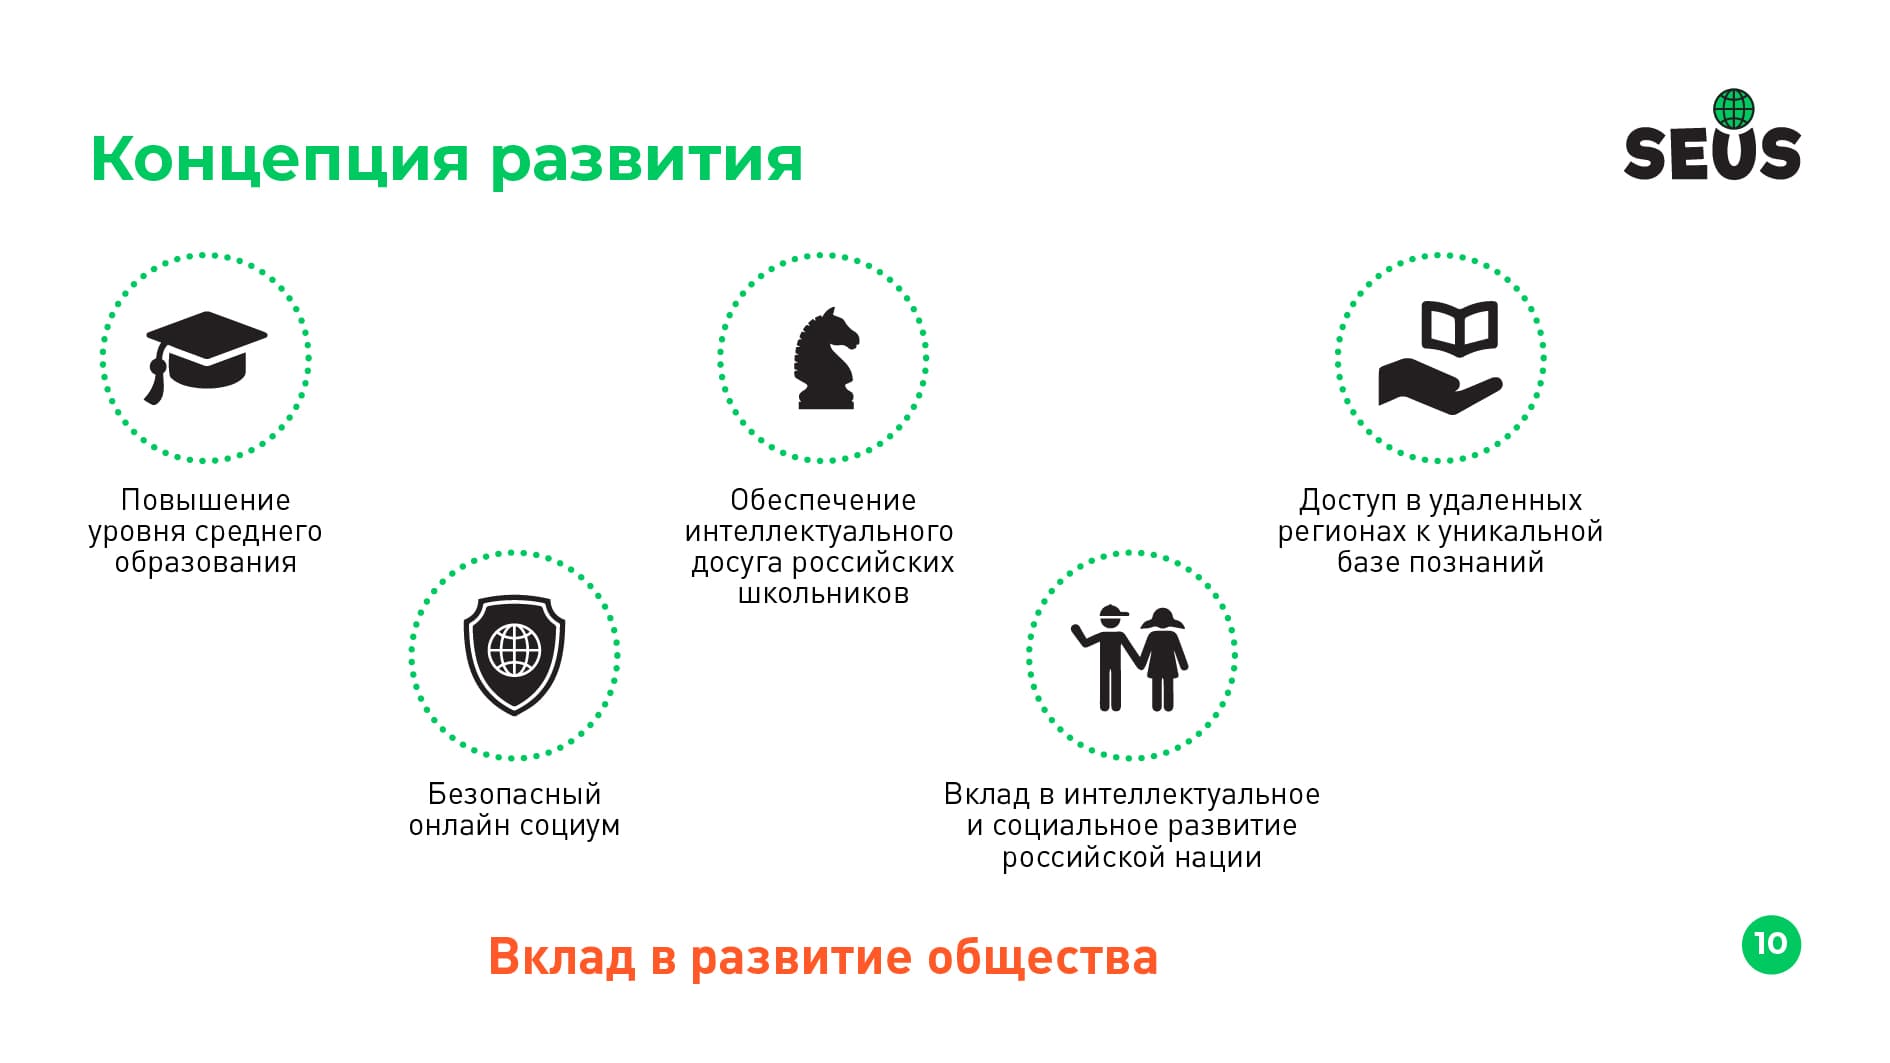 Концепция развития
SEUS
Повышение
уровня среднего
образования
Безопасный
онлайн социум
Обеспечение
интеллектуального
досуга российских
школьников
Вклад в интеллектуальное
и социальное развитие
российской нации
Доступ в удаленных
регионах к уникальной
базе познаний
Вклад в развитие общества
10